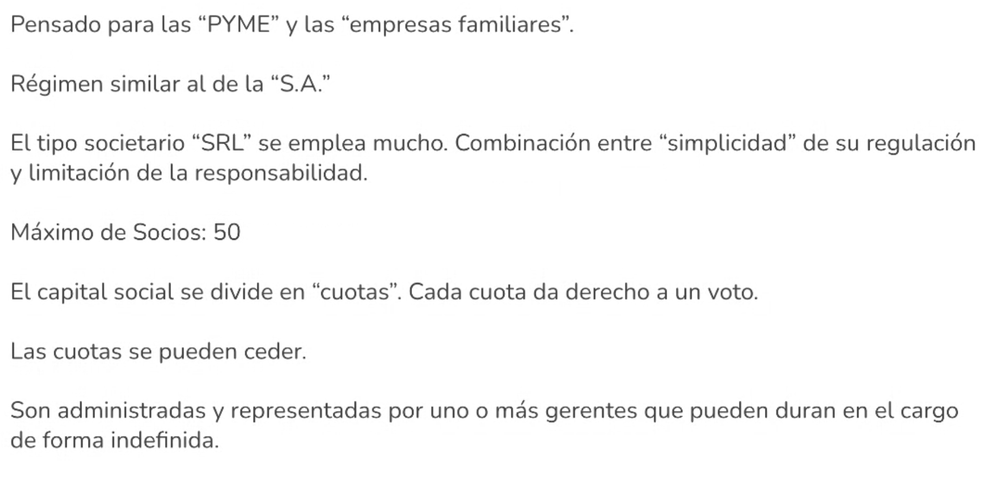 Pensado para las “PYME” y las “empresas familiares”.
Régimen similar al de la “S.A.”
El tipo societario “SRL” se emplea mucho. Combinación entre “simplicidad” de su regulación
y limitación de la responsabilidad.
Máximo de Socios: 50
El capital social se divide en “cuotas”. Cada cuota da derecho a un voto.
Las cuotas se pueden ceder.
Son administradas y representadas por uno o más gerentes que pueden duran en el cargo
de forma indefinida.